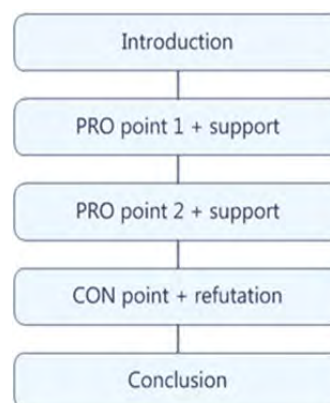 Introduction
PRO point 1 + support
PRO point 2 + support
CON point + refutation
Conclusion